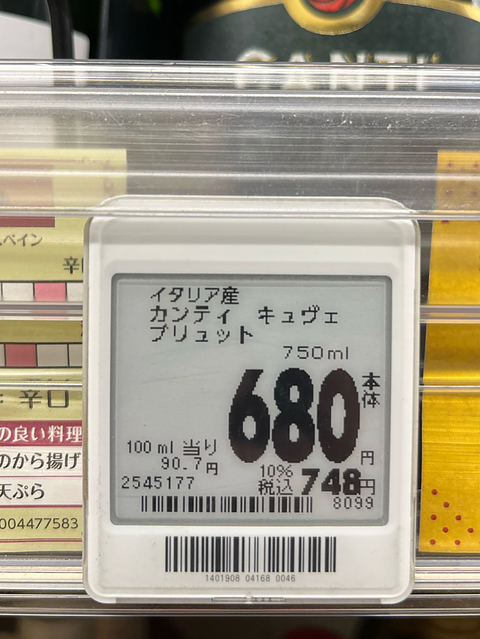 CANTI
ペイン
イタリア産
カンティ キュヴェ
ブリュット
750ml
680
本体
円
100ml 当り
90.7円
10%
税込 748円
2545177
8099
1401908 04168 0046
辛口
の良い料理
のから揚げ
天ぷら
004477583